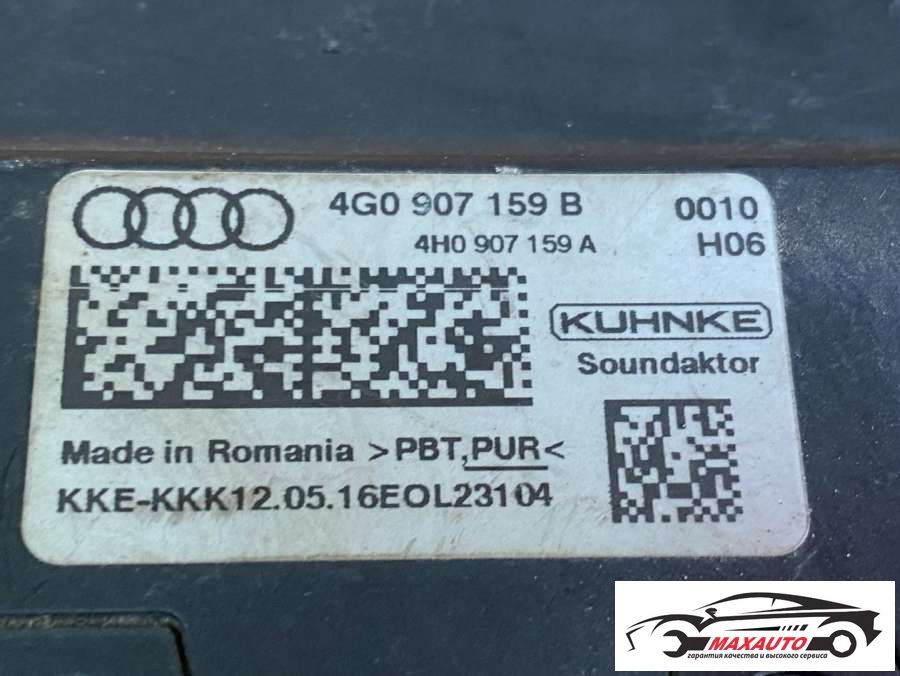 4G0 907 159 B 0010
4H0 907 159 A H06
KUHNKE
Soundaktor
Made in Romania >PBT,PUR<
KKE-KKK12.05.16EOL23104
MAXAUTO
гарантия качества и высокого сервиса